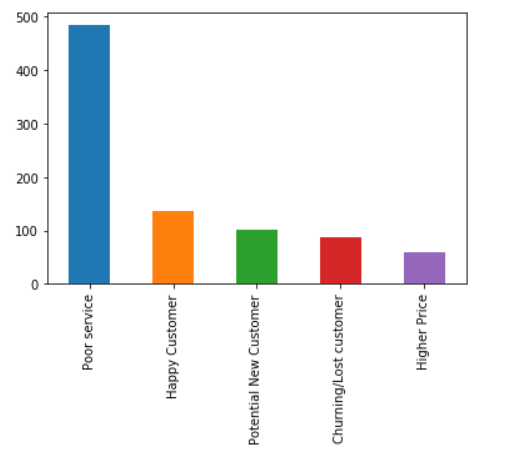 500
400
300
200
100
0
Poor service
Happy Customer
Potential New Customer
Churning/Lost customer
Higher Price